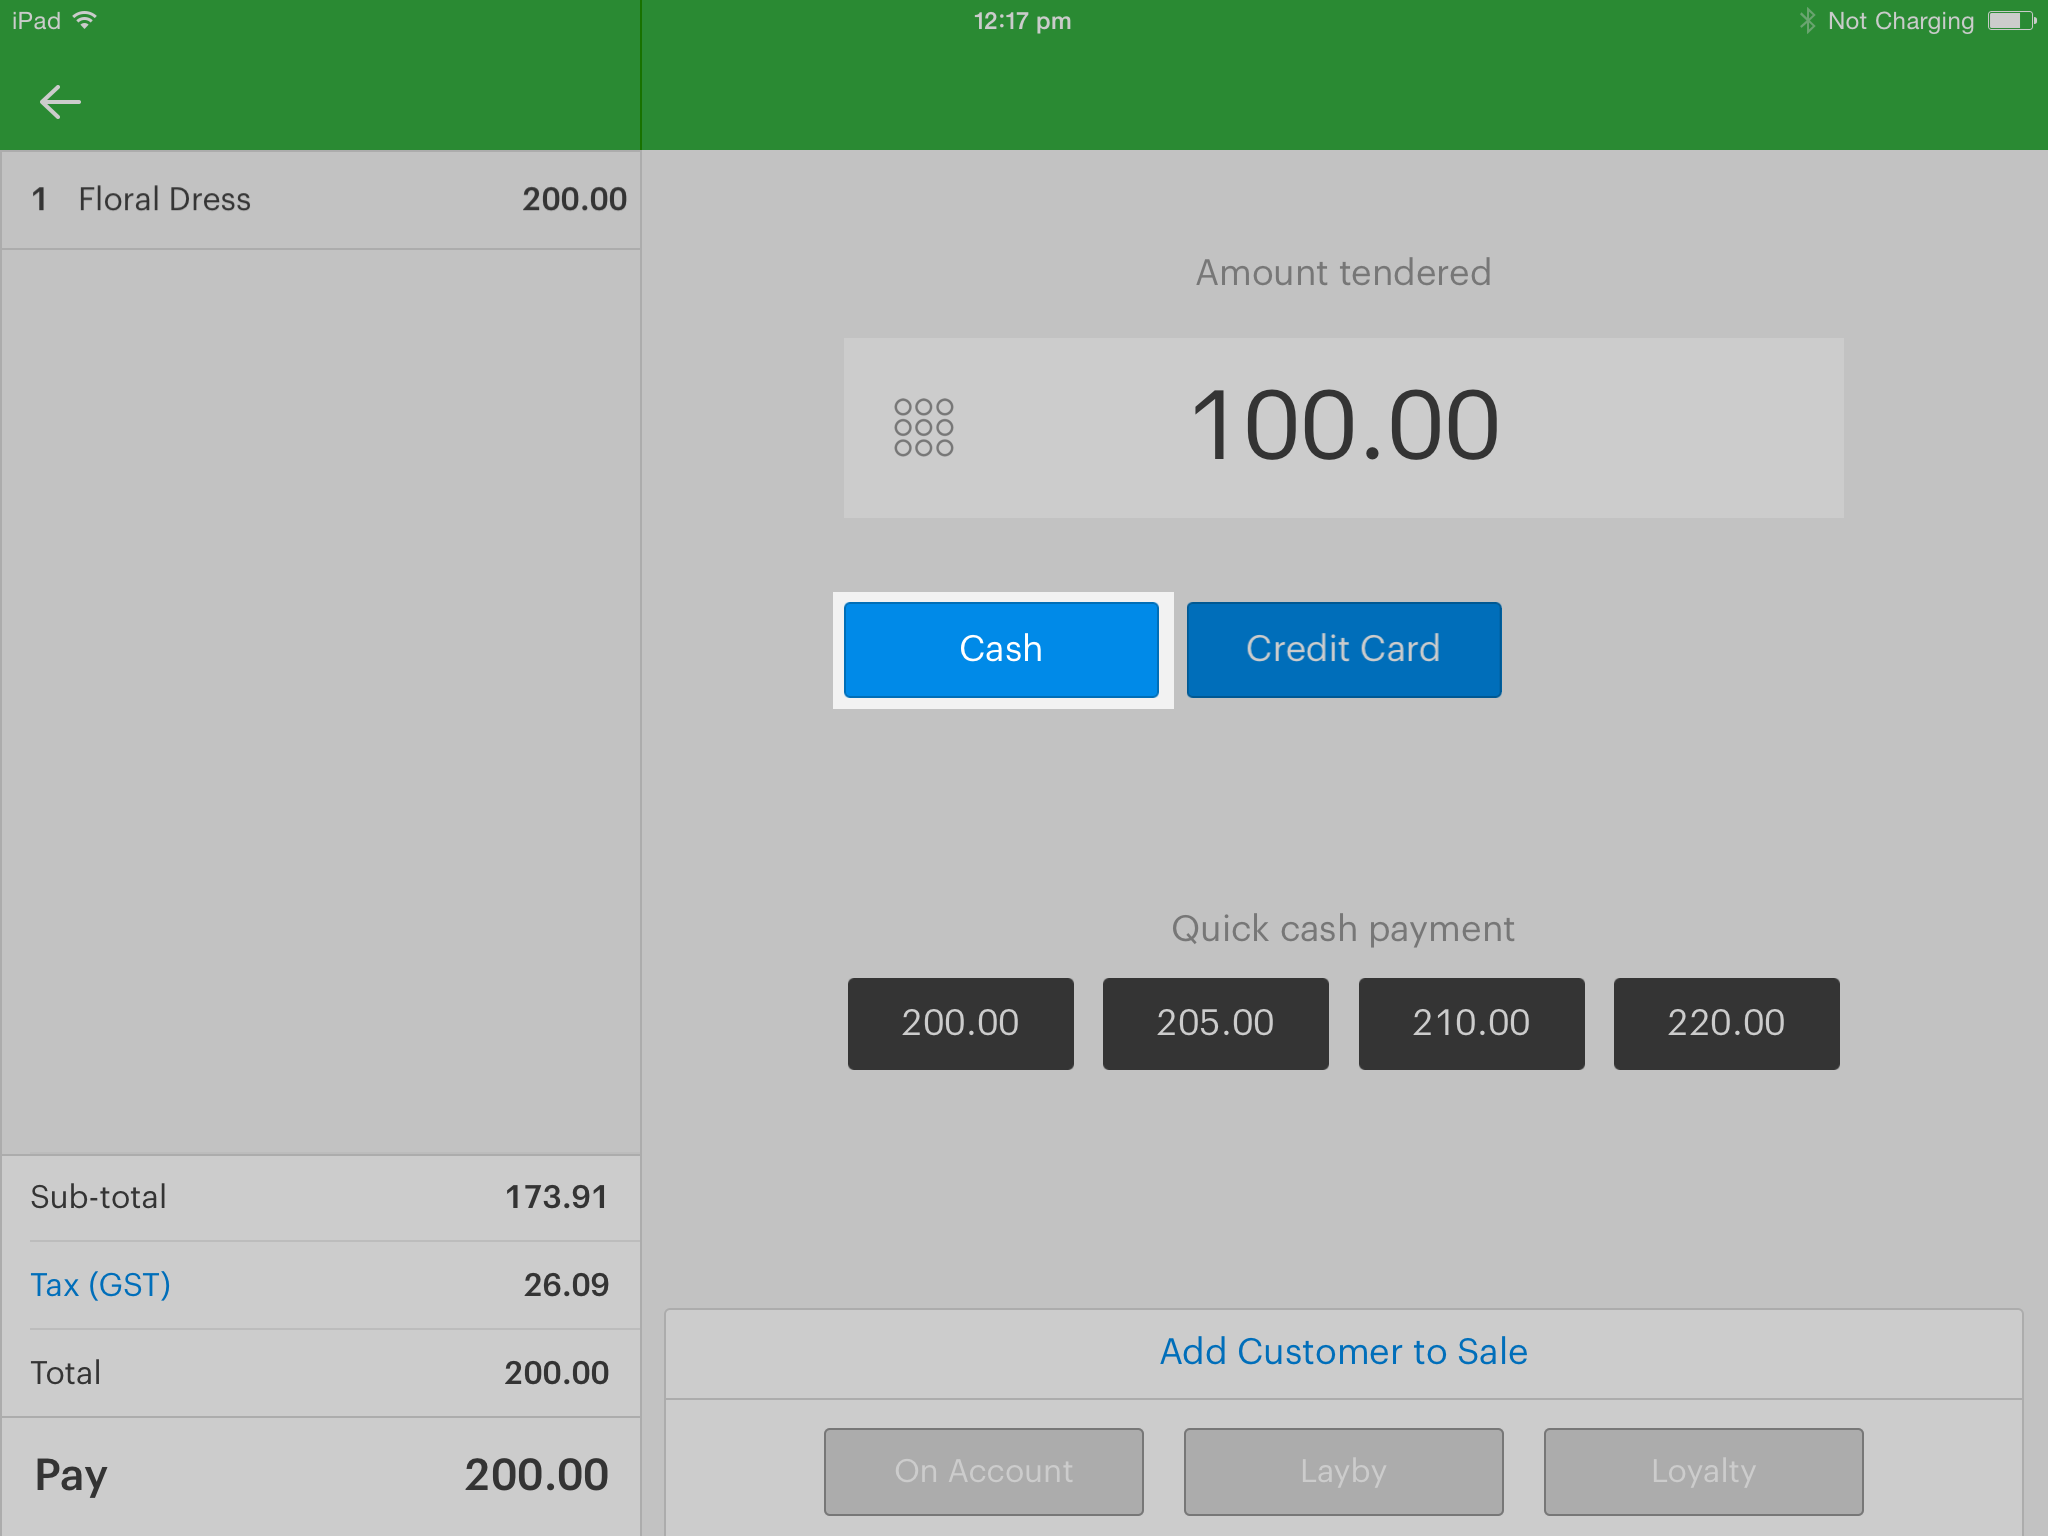 iPad 12:17 pm Not Charging
1 Floral Dress 200.00
Sub-total 173.91
Tax (GST) 26.09
Total 200.00
Pay 200.00
Amount tendered
100.00
Cash Credit Card
Quick cash payment
200.00 205.00 210.00 220.00
Add Customer to Sale
On Account Layby Loyalty